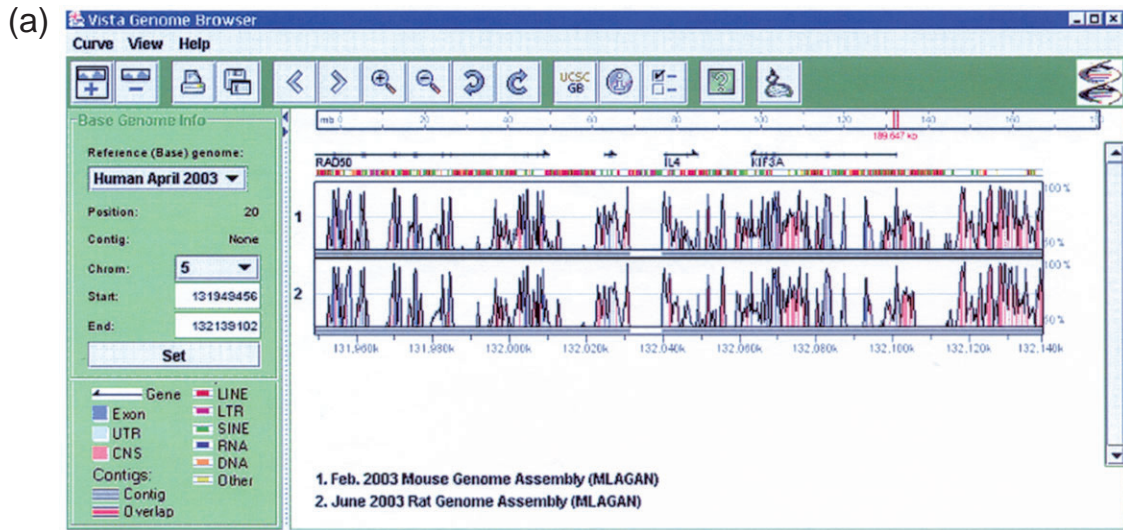 (a)
Vista Genome Browser
Curve View Help
UCSC GB
Base Genome Info
Reference (Base) genome:
Human April 2003
Position: 20
Contig: None
Chrom: 5
Start: 131949456
End: 132139102
Set
Gene
Exon
UTR
CNS
Contigs:
Contig
Overlap
LINE
LTR
SINE
RNA
DNA
Other
mb 0 20 40 60 80 100 120 140 160
189.647 kp
RAD50 IL4 KIF3A
1
100%
50%
2
100%
50%
131,960k 131,980k 132,000k 132,020k 132,040k 132,060k 132,080k 132,100k 132,120k 132,140k
1. Feb. 2003 Mouse Genome Assembly (MLAGAN)
2. June 2003 Rat Genome Assembly (MLAGAN)